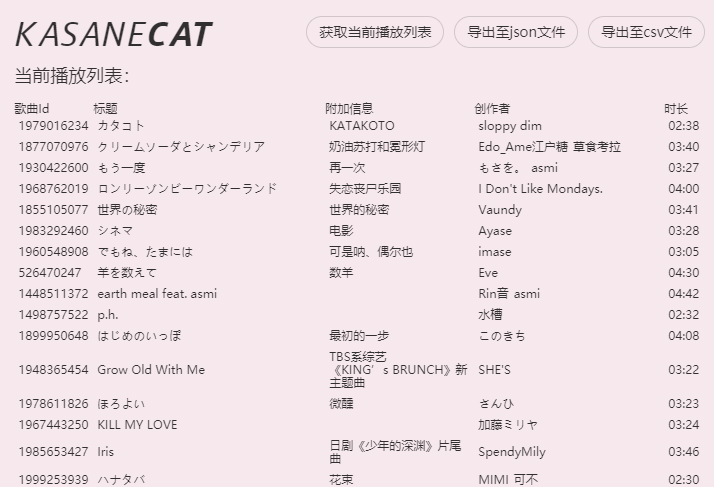 KASANECAT 获取当前播放列表 导出至json文件 导出至csv文件
当前播放列表：
歌曲Id 标题 附加信息 创作者 时长
1979016234 カタコト KATAKOTO sloppy dim 02:38
1877070976 クリームソーダとシャンデリア 奶油苏打和冕形灯 Edo_Ame江户糖 草食考拉 03:40
1930422600 もう一度 再一次 もさを。 asmi 03:27
1968762019 ロンリーゾンビーワンダーランド 失恋丧尸乐园 I Don't Like Mondays. 04:00
1855105077 世界の秘密 世界的秘密 Vaundy 03:41
1983292460 シネマ 电影 Ayase 03:28
1960548908 でもね、たまには 可是呐、偶尔也 imase 03:05
526470247 羊を数えて 数羊 Eve 04:30
1448511372 earth meal feat. asmi Rin音 asmi 04:42
1498757522 p.h. 水槽 02:32
1899950648 はじめのいっぽ 最初的一步 このきち 04:08
TBS系综艺
1948365454 Grow Old With Me 《KING’s BRUNCH》新 SHE'S 03:22
主题曲
1978611826 ほろよい 微醺 さんひ 03:23
1967443250 KILL MY LOVE 加藤ミリヤ 03:24
1985653427 Iris 日剧《少年的深渊》片尾 SpendyMily 03:46
曲
1999253939 ハナタバ 花束 MIMI 可不 02:30